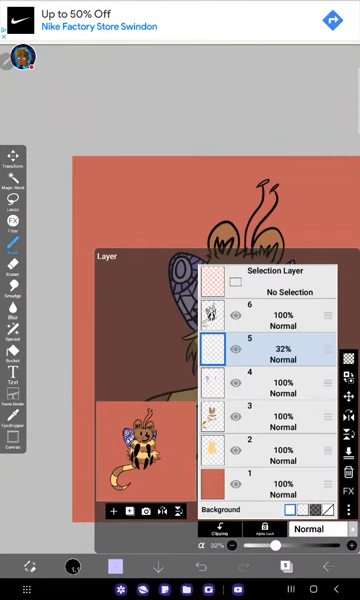 Up to 50% Off
Nike Factory Store Swindon
Transform
Magic Wand
Lasso
FX
Filter
Brush
Eraser
Smudge
Blur
Special
Bucket
T
Text
Frame Divider
Eyedropper
Canvas
Layer
Selection Layer
No Selection
6
100%
Normal
5
32%
Normal
4
100%
Normal
3
100%
Normal
2
100%
Normal
1
100%
Normal
Background
Clipping
Alpha Lock
Normal
α 32%
FX
5